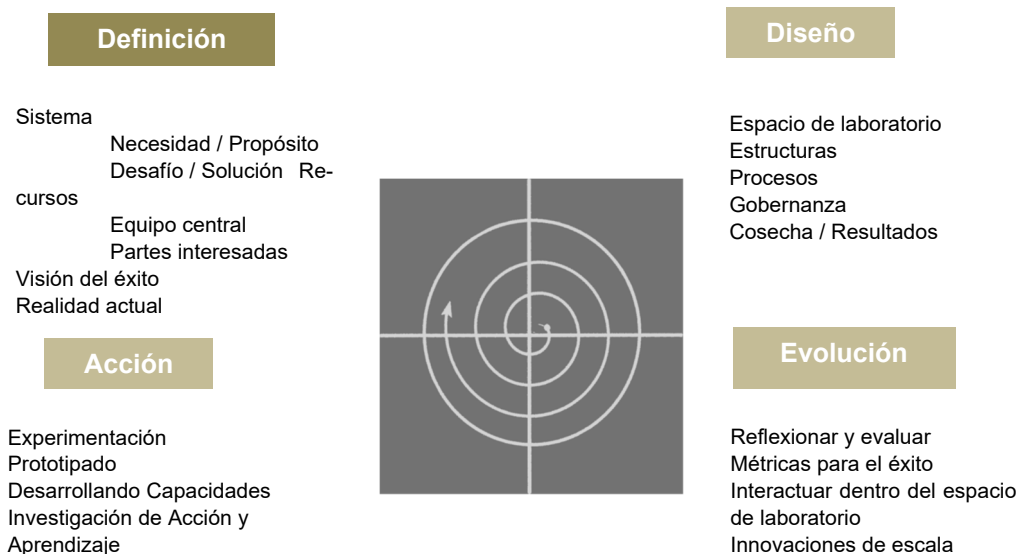 Definición
Sistema
Necesidad / Propósito
Desafío / Solución Re-
cursos
Equipo central
Partes interesadas
Visión del éxito
Realidad actual
Diseño
Espacio de laboratorio
Estructuras
Procesos
Gobernanza
Cosecha / Resultados
Acción
Experimentación
Prototipado
Desarrollando Capacidades
Investigación de Acción y
Aprendizaje
Evolución
Reflexionar y evaluar
Métricas para el éxito
Interactuar dentro del espacio
de laboratorio
Innovaciones de escala